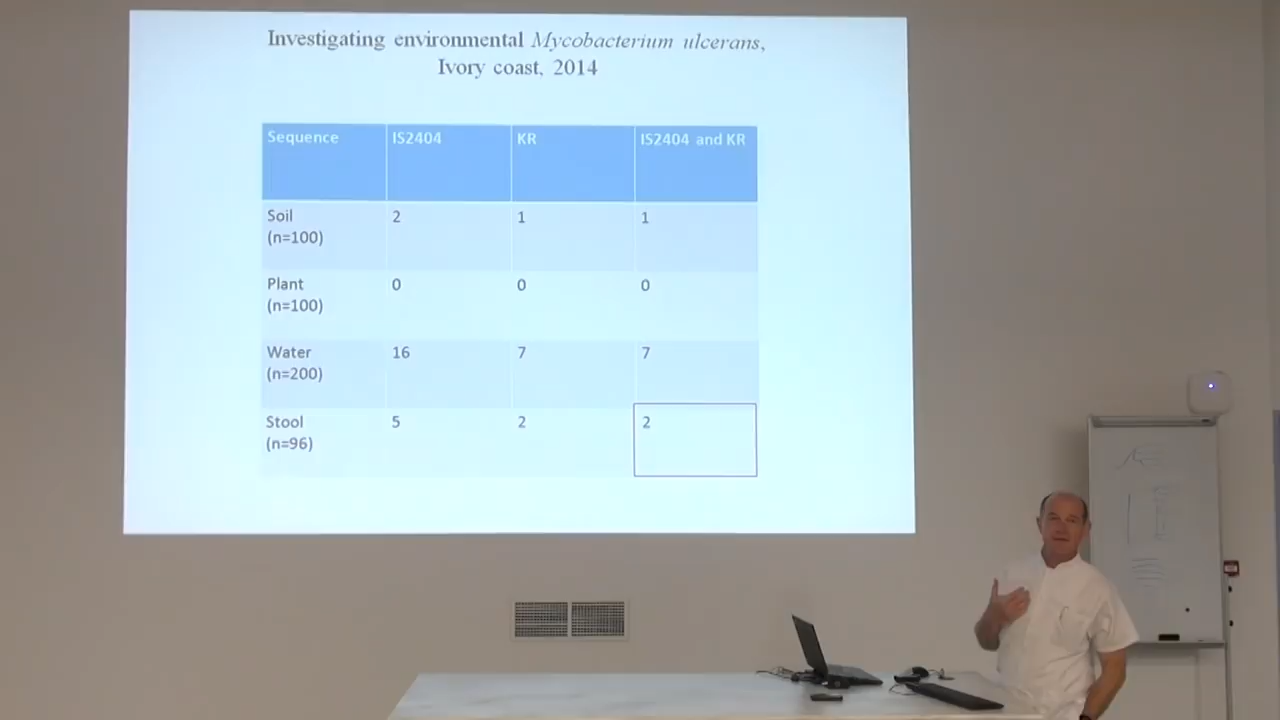 Investigating environmental Mycobacterium ulcerans,
Ivory coast, 2014
Sequence IS2404 KR IS2404 and KR
Soil 2 1 1
(n=100)
Plant 0 0 0
(n=100)
Water 16 7 7
(n=200)
Stool 5 2 2
(n=96)